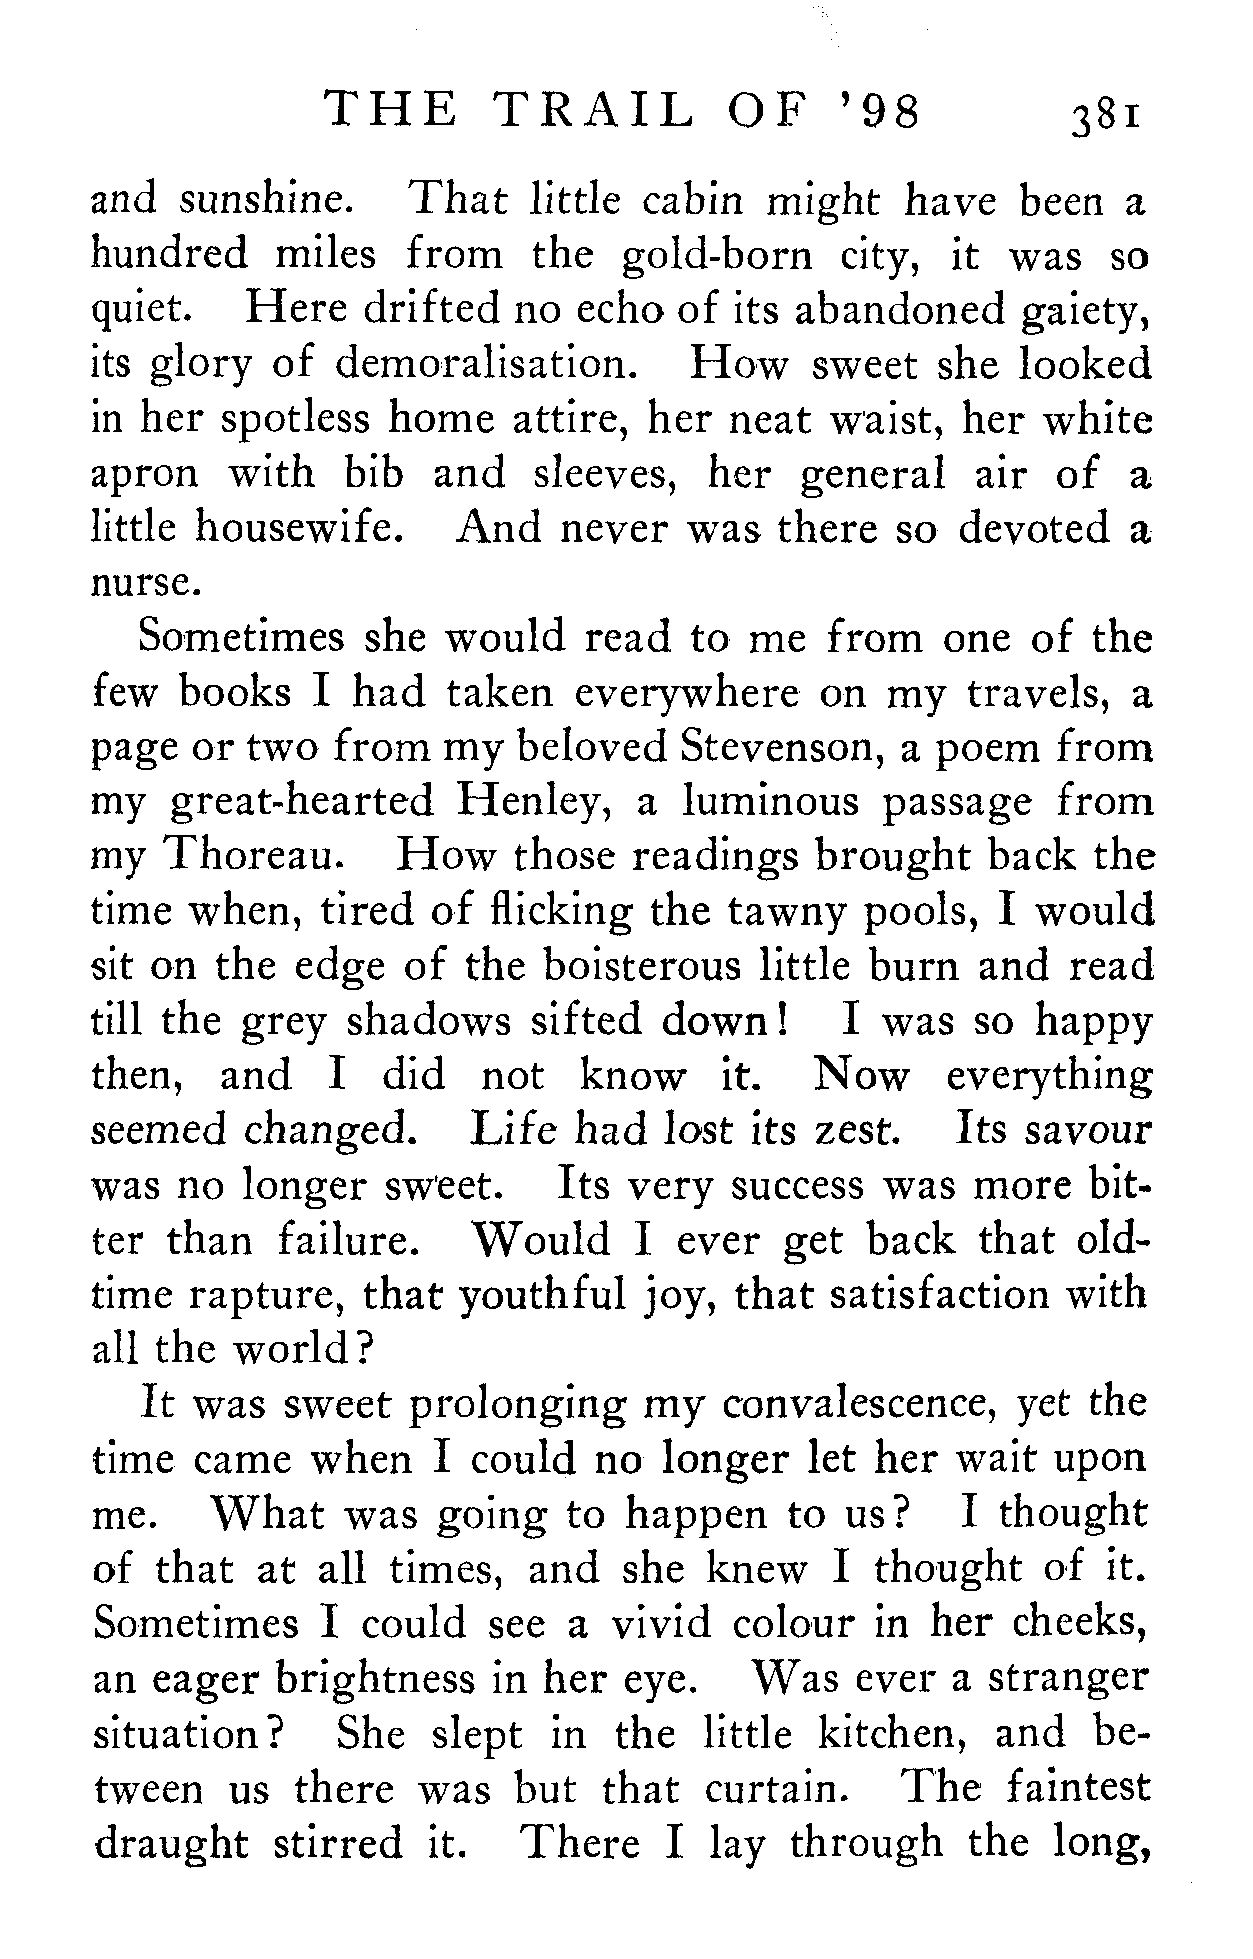 THE TRAIL OF '98 381
and sunshine. That little cabin might have been a
hundred miles from the gold-born city, it was so
quiet. Here drifted no echo of its abandoned gaiety,
its glory of demoralisation. How sweet she looked
in her spotless home attire, her neat waist, her white
apron with bib and sleeves, her general air of a
little housewife. And never was there so devoted a
nurse.
Sometimes she would read to me from one of the
few books I had taken everywhere on my travels, a
page or two from my beloved Stevenson, a poem from
my great-hearted Henley, a luminous passage from
my Thoreau. How those readings brought back the
time when, tired of flicking the tawny pools, I would
sit on the edge of the boisterous little burn and read
till the grey shadows sifted down! I was so happy
then, and I did not know it. Now everything
seemed changed. Life had lost its zest. Its savour
was no longer sweet. Its very success was more bit-
ter than failure. Would I ever get back that old-
time rapture, that youthful joy, that satisfaction with
all the world?
It was sweet prolonging my convalescence, yet the
time came when I could no longer let her wait upon
me. What was going to happen to us? I thought
of that at all times, and she knew I thought of it.
Sometimes I could see a vivid colour in her cheeks,
an eager brightness in her eye. Was ever a stranger
situation? She slept in the little kitchen, and be-
tween us there was but that curtain. The faintest
draught stirred it. There I lay through the long,